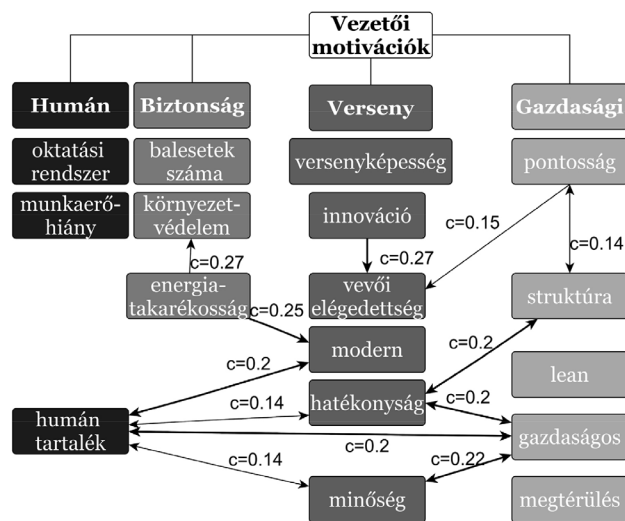 Vezetői
motivációk
Humán
Biztonság
Verseny
Gazdasági
oktatási
rendszer
balesetek
száma
versenyképesség
pontosság
munkaerő-
hiány
környezet-
védelem
innováció
c=0.15
c=0.14
c=0.27
c=0.27
energia-
takarékosság
vevői
elégedettség
struktúra
c=0.25
modern
c=0.2
c=0.2
lean
hatékonyság
c=0.14
c=0.2
humán
tartalék
gazdaságos
c=0.2
c=0.14
c=0.22
minőség
megtérülés